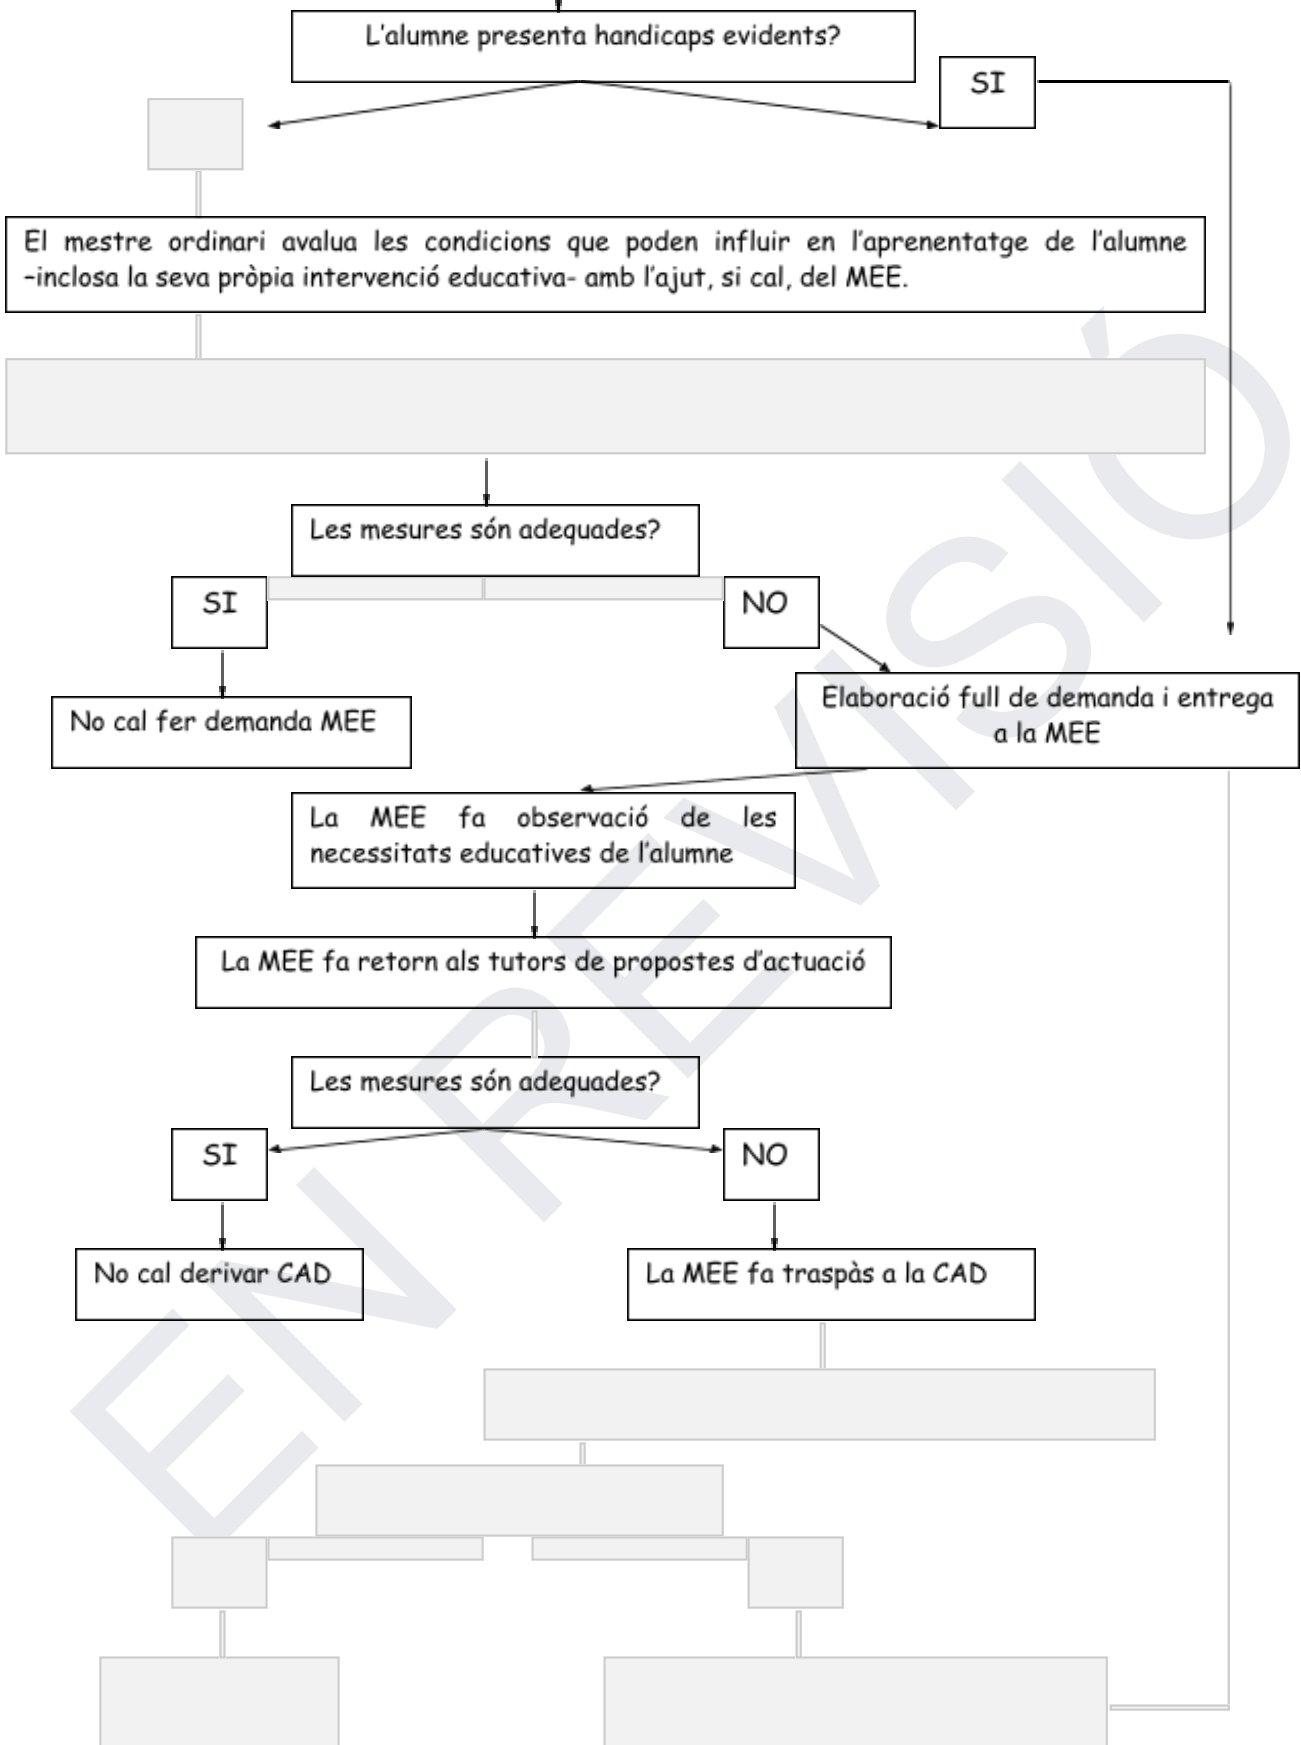 L'alumne presenta handicaps evidents?
SI
El mestre ordinari avalua les condicions que poden influir en l'aprenentatge de l'alumne
–inclosa la seva pròpia intervenció educativa- amb l'ajut, si cal, del MEE.
Les mesures són adequades?
SI
NO
No cal fer demanda MEE
Elaboració full de demanda i entrega
a la MEE
La MEE fa observació de les
necessitats educatives de l'alumne
La MEE fa retorn als tutors de propostes d'actuació
Les mesures són adequades?
SI
NO
No cal derivar CAD
La MEE fa traspàs a la CAD
EN REVISIÓ